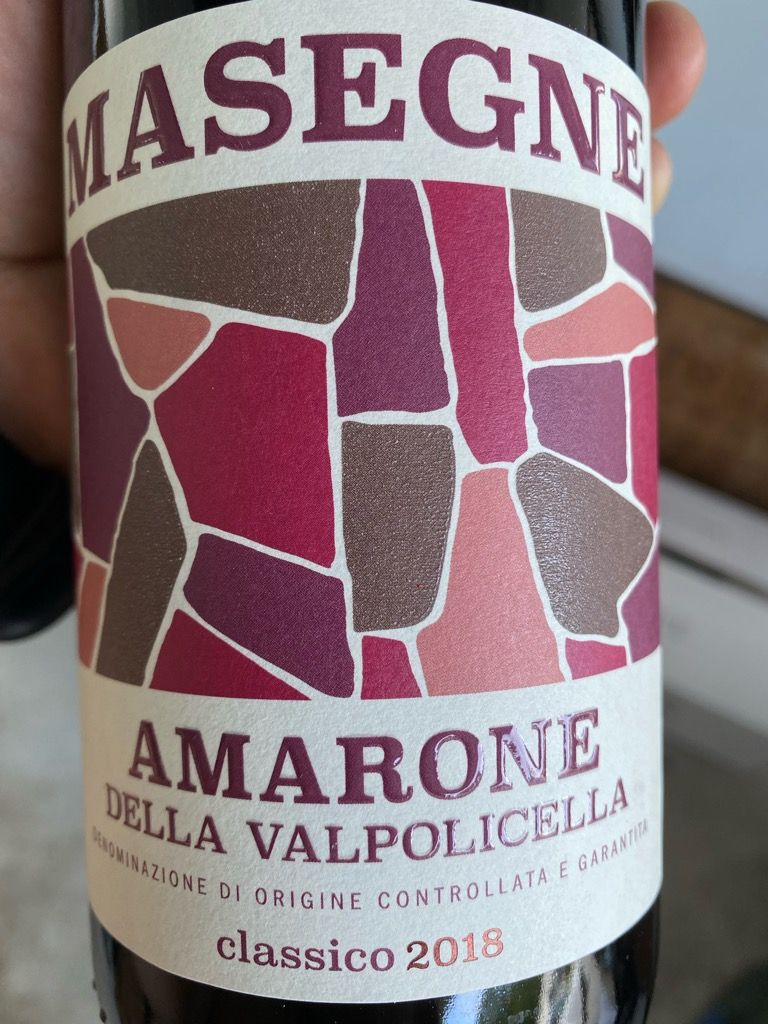 MASEGNE
AMARONE
DELLA VALPOLICELLA
DENOMINAZIONE DI ORIGINE CONTROLLATA E GARANTITA
classico 2018